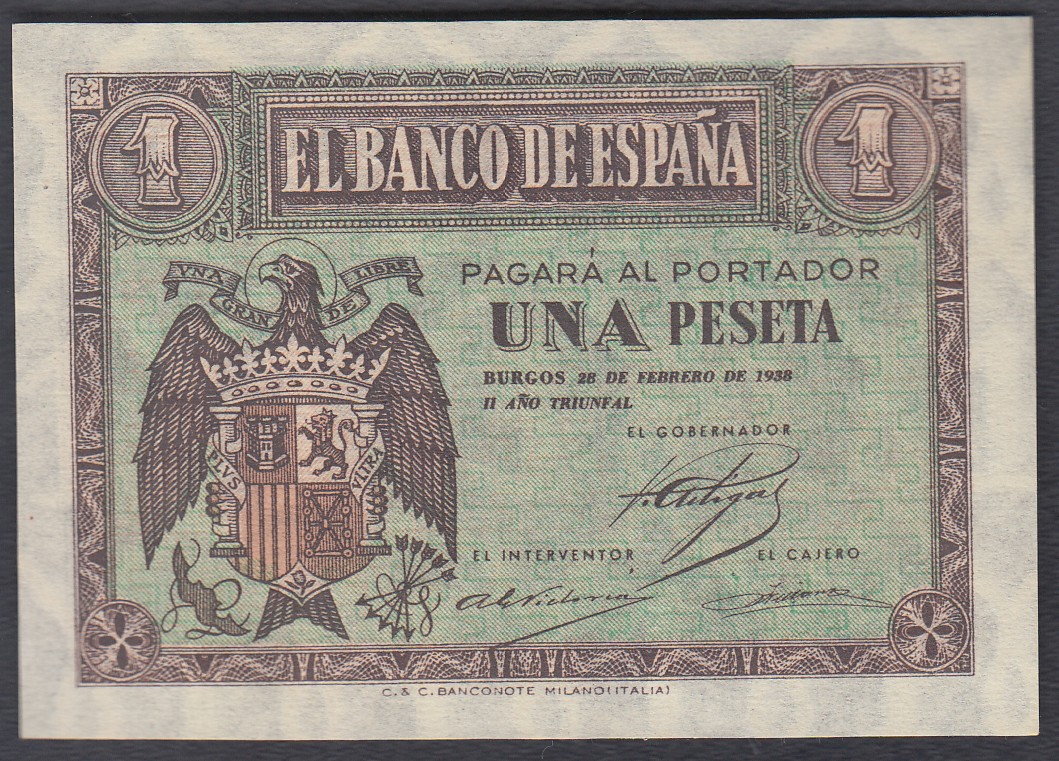 1 EL BANCO DE ESPAÑA 1
VNA GRANDE LIBRE
PAGARÁ AL PORTADOR
UNA PESETA
BURGOS 28 DE FEBRERO DE 1938
II AÑO TRIUNFAL
EL GOBERNADOR
PLVS VLTRA
EL INTERVENTOR,
EL CAJERO
C. & C. BANCONOTE MILANO (ITALIA)